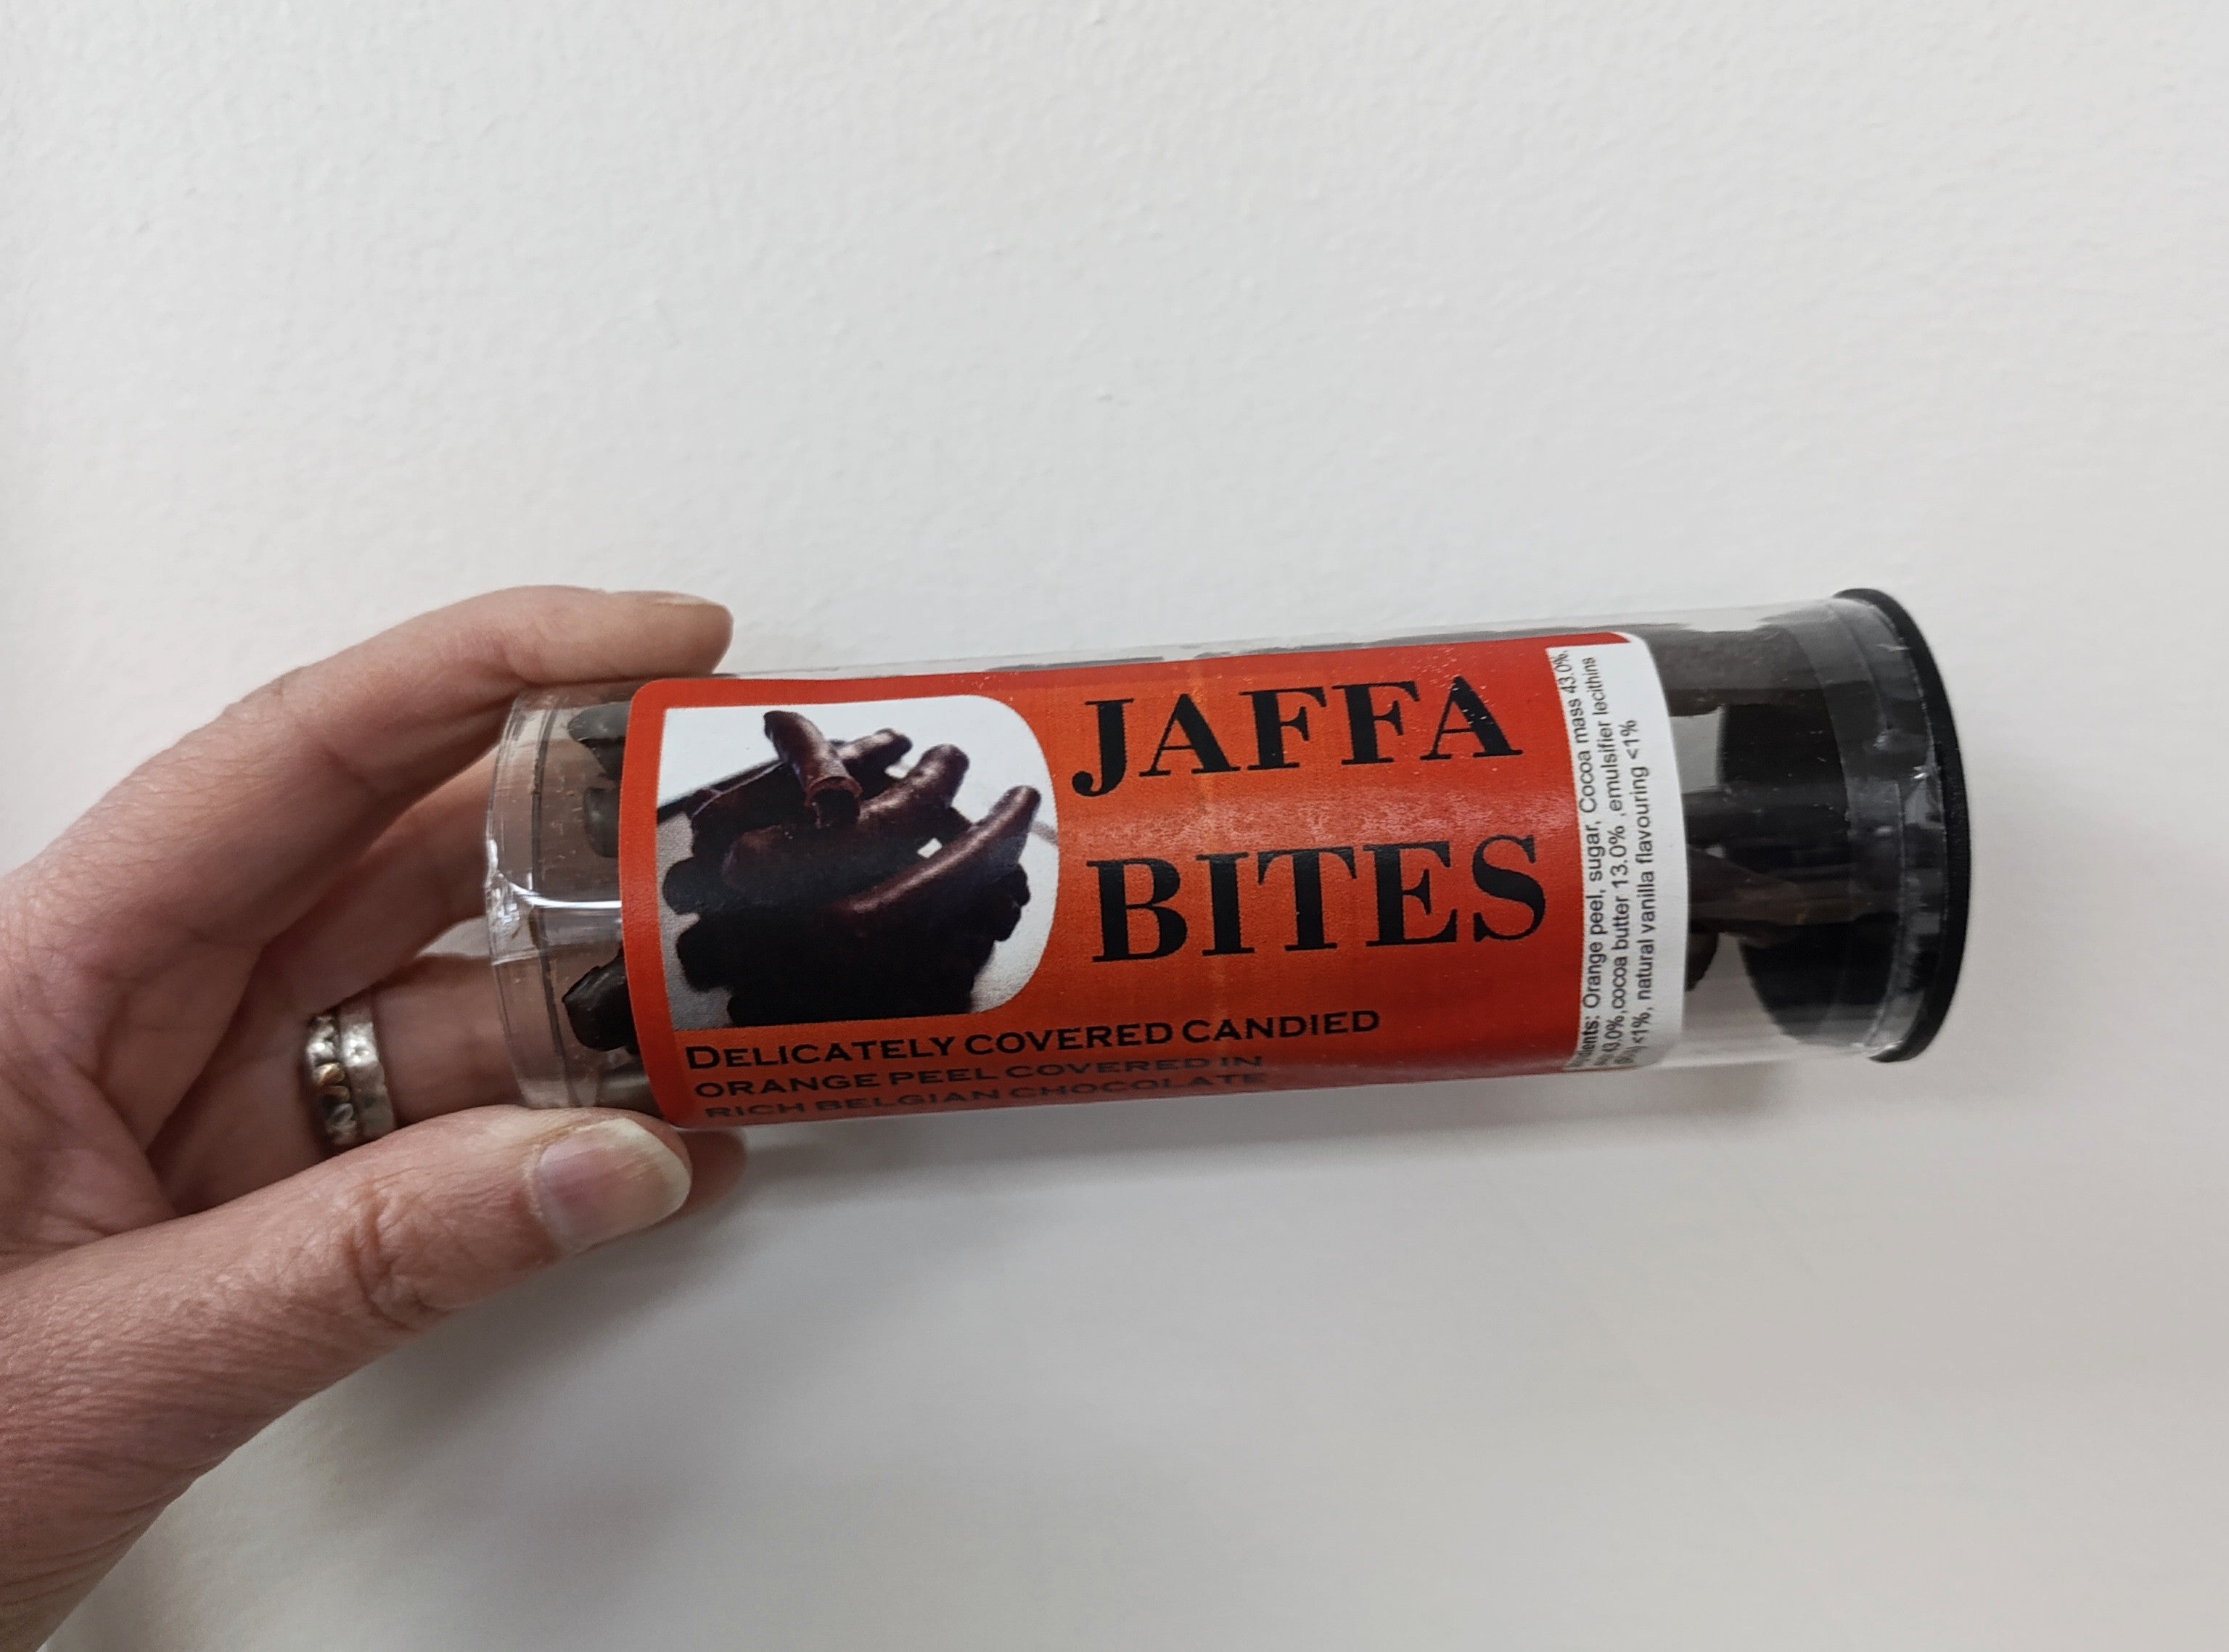 JAFFA
BITES
DELICATELY COVERED CANDIED
ORANGE PEEL COVERED IN
RICH BELGIAN CHOCOLATE
Orange peel, sugar, Cocoa mass 43.0%,
cocoa butter 13.0% ,emulsifier lecithins
<1%, natural vanilla flavouring <1%